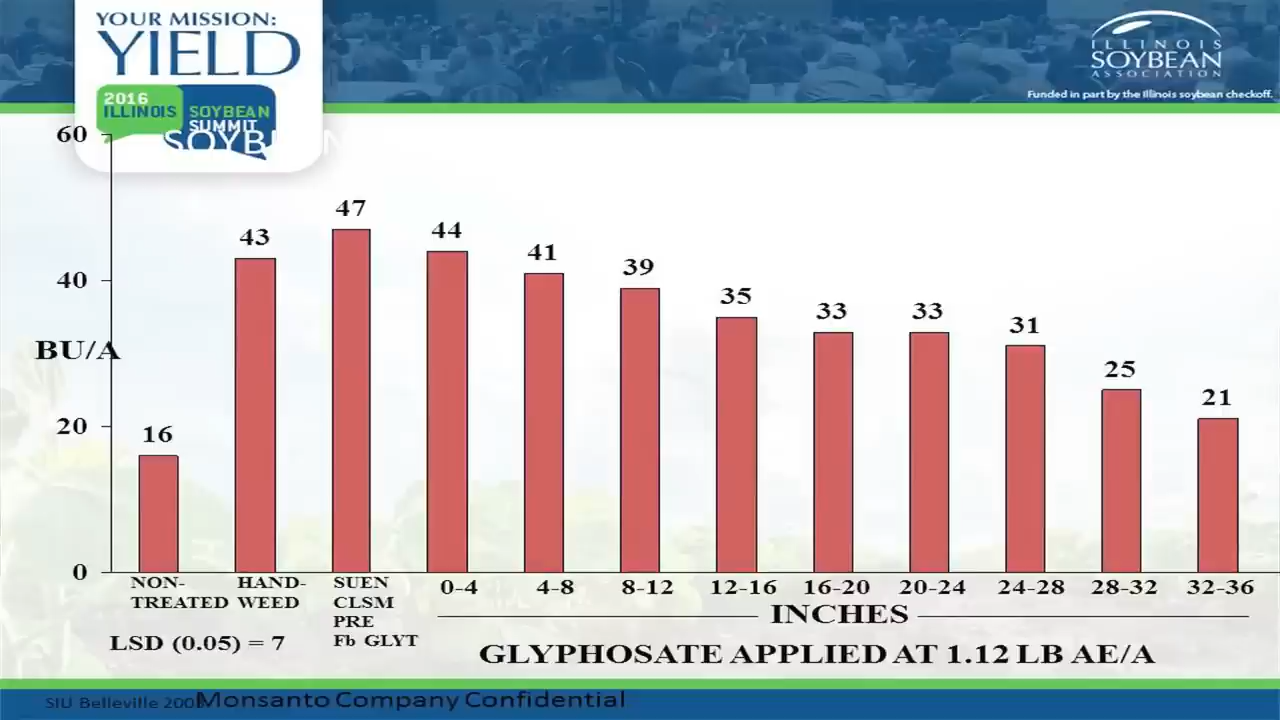 YOUR MISSION:
YIELD
2016
ILLINOIS
SOYBEAN
SUMMIT
ILLINOIS
SOYBEAN
ASSOCIATION
Funded in part by the Illinois soybean checkoff.
60
40
BU/A
20
0
16
43
47
44
41
39
35
33
33
31
25
21
NON-
TREATED
HAND-
WEED
SUEN
CLSM
PRE
Fb GLYT
0-4 4-8 8-12 12-16 16-20 20-24 24-28 28-32 32-36
INCHES
LSD (0.05) = 7
GLYPHOSATE APPLIED AT 1.12 LB AE/A
SIU Belleville
Monsanto Company Confidential